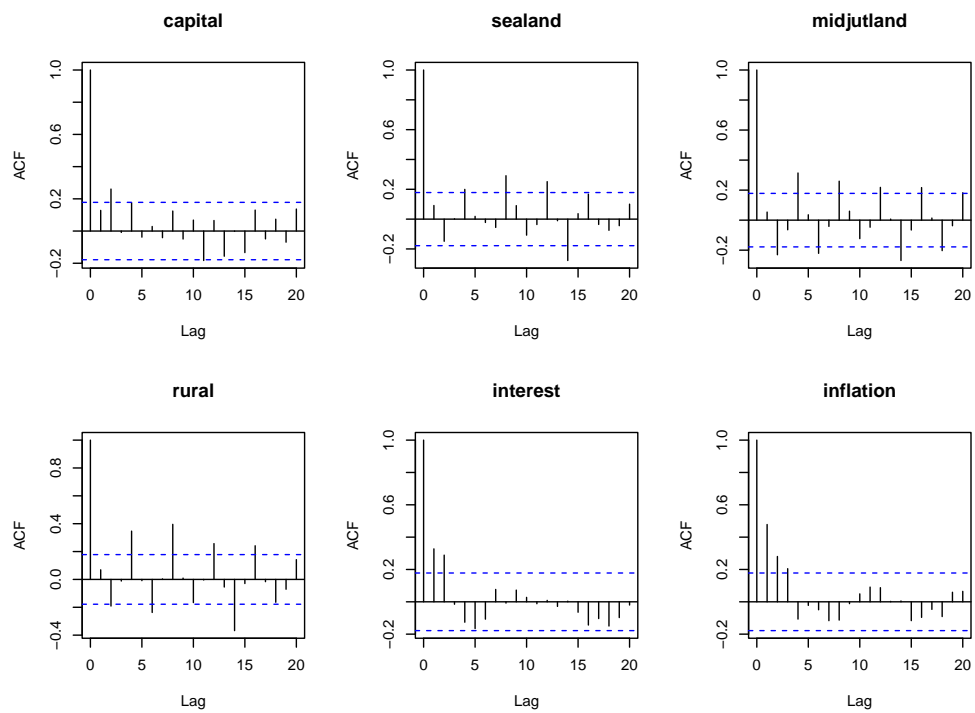 capital
ACF
1.0
0.6
0.2
−0.2
0 5 10 15 20
Lag
sealand
ACF
1.0
0.6
0.2
−0.2
0 5 10 15 20
Lag
midjutland
ACF
1.0
0.6
0.2
−0.2
0 5 10 15 20
Lag
rural
ACF
0.8
0.4
0.0
−0.4
0 5 10 15 20
Lag
interest
ACF
1.0
0.6
0.2
−0.2
0 5 10 15 20
Lag
inflation
ACF
1.0
0.6
0.2
−0.2
0 5 10 15 20
Lag